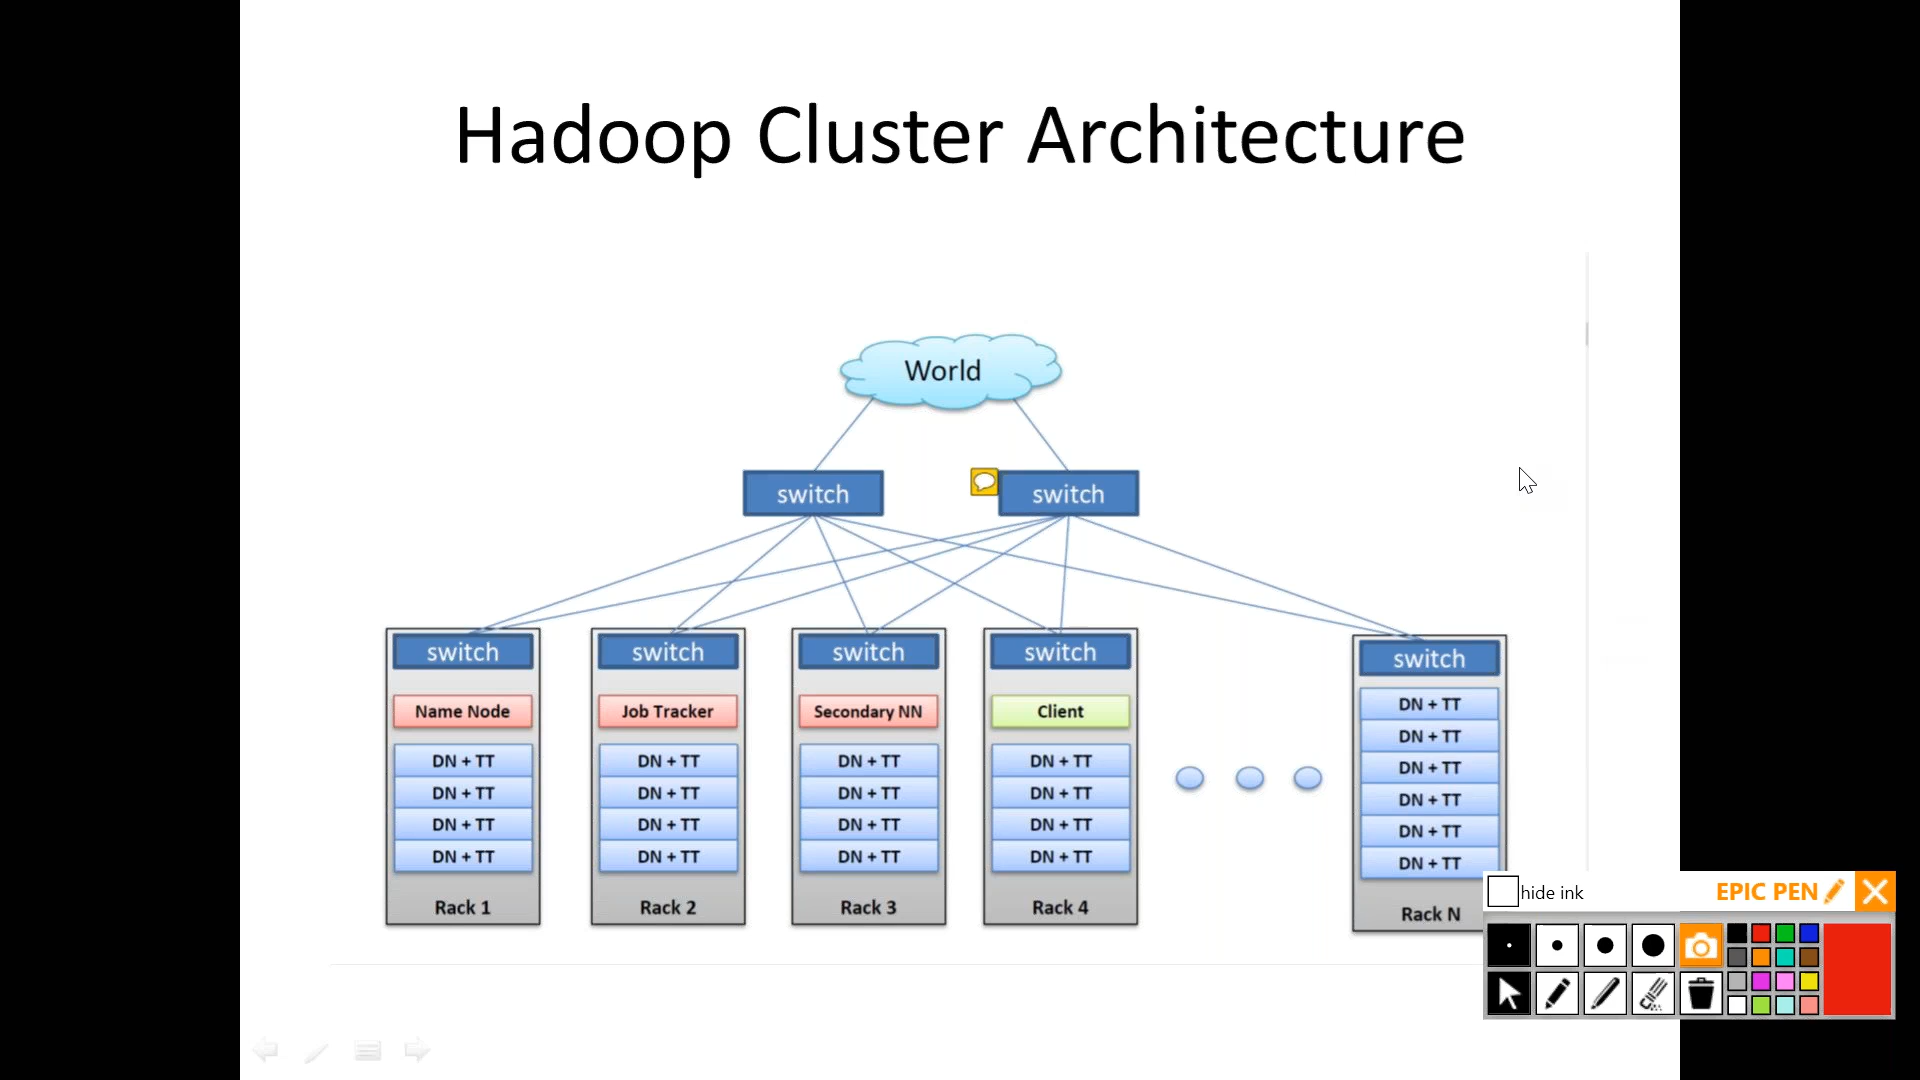 Hadoop Cluster Architecture
World
switch
switch
switch
Name Node
DN + TT
DN + TT
DN + TT
DN + TT
Rack 1
switch
Job Tracker
DN + TT
DN + TT
DN + TT
DN + TT
Rack 2
switch
Secondary NN
DN + TT
DN + TT
DN + TT
DN + TT
Rack 3
switch
Client
DN + TT
DN + TT
DN + TT
DN + TT
Rack 4
switch
DN + TT
DN + TT
DN + TT
DN + TT
DN + TT
DN + TT
Rack N
hide ink
EPIC PEN